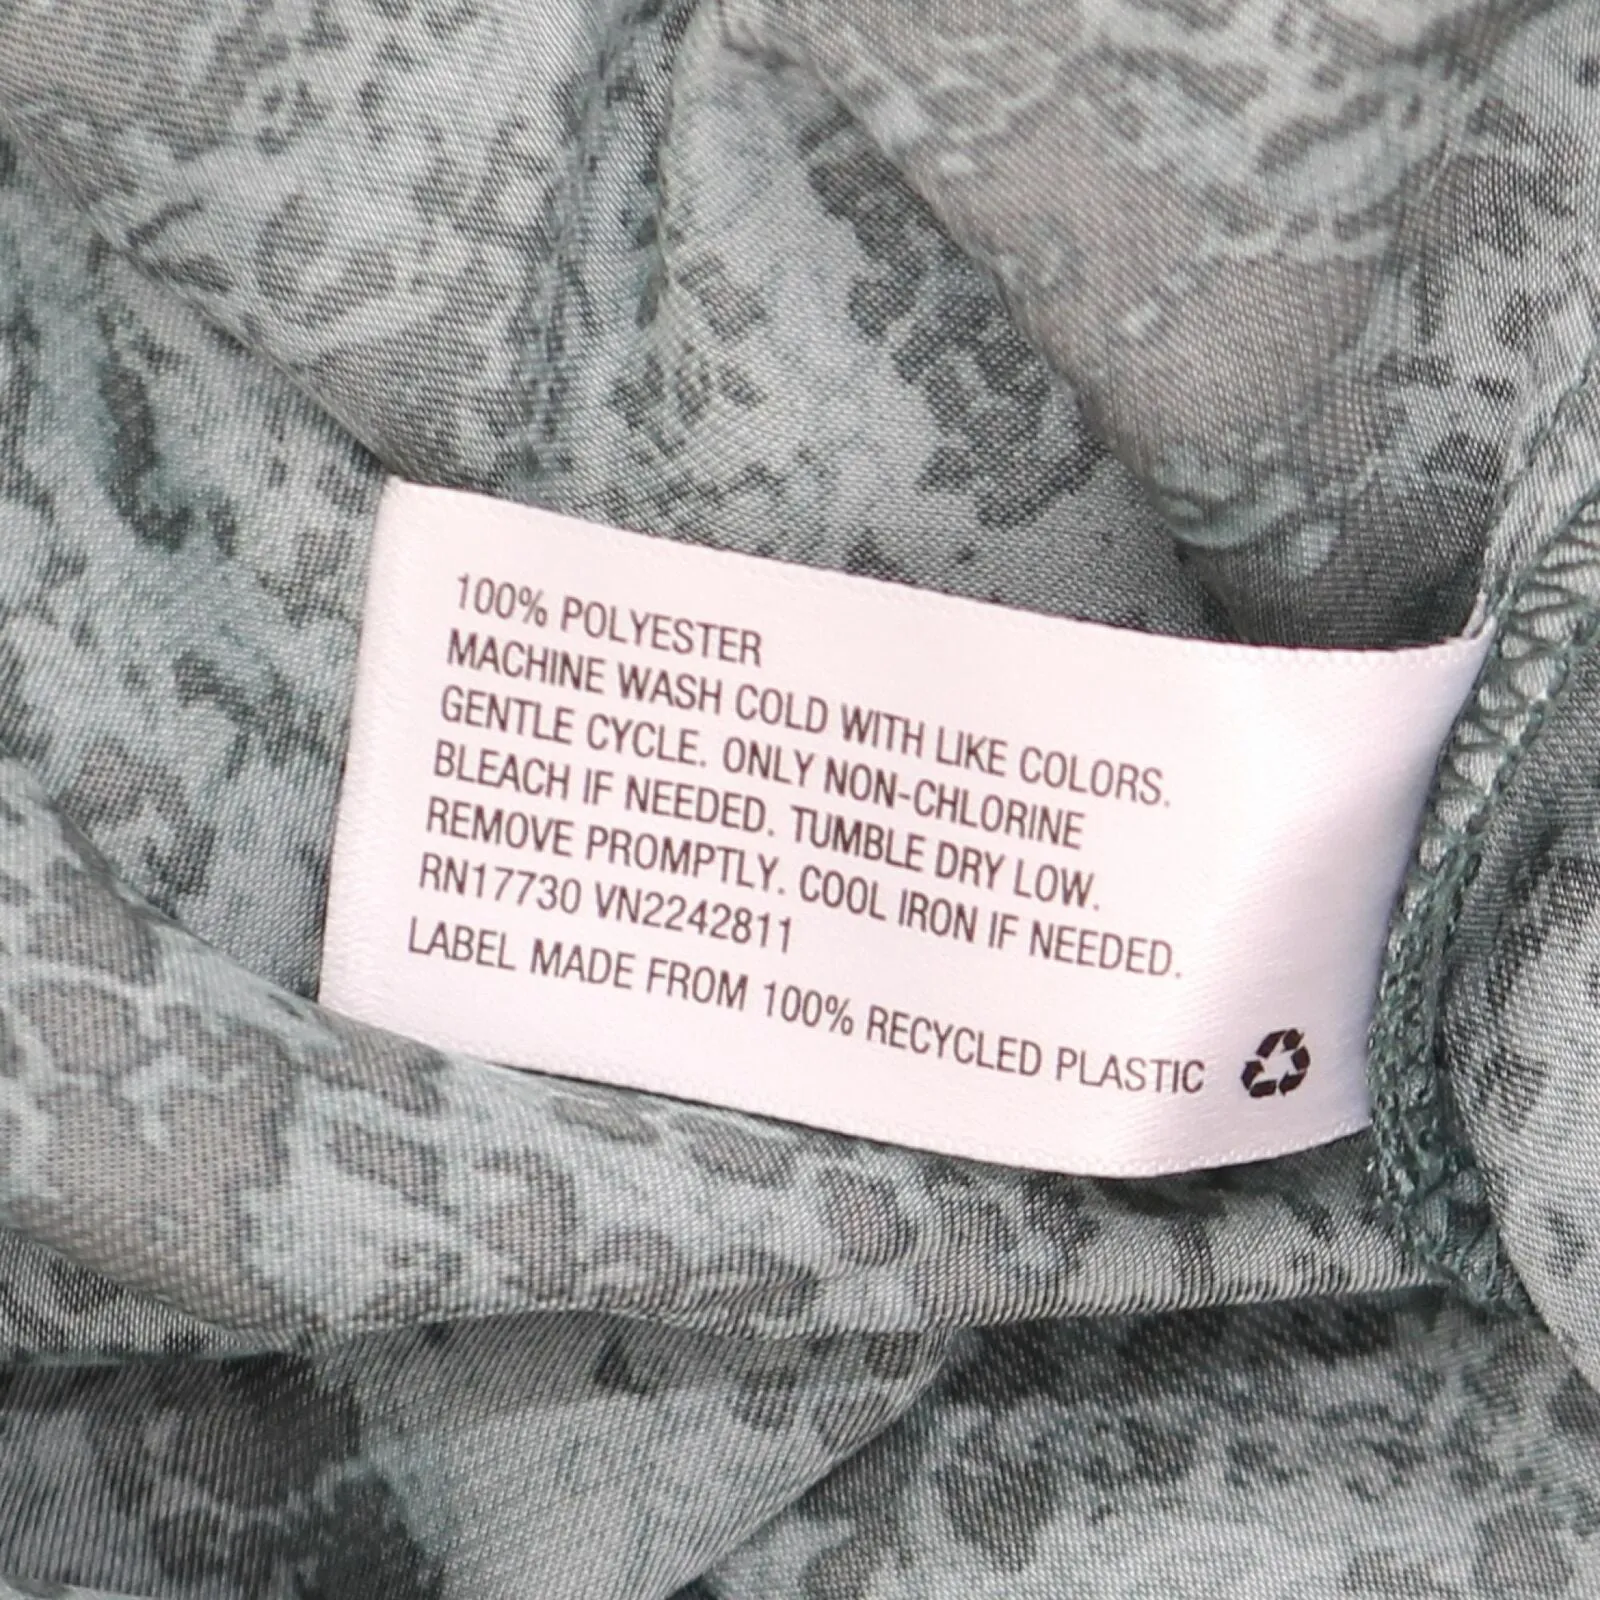 100% POLYESTER
MACHINE WASH COLD WITH LIKE COLORS.
GENTLE CYCLE. ONLY NON-CHLORINE
BLEACH IF NEEDED. TUMBLE DRY LOW.
REMOVE PROMPTLY. COOL IRON IF NEEDED.
RN17730 VN2242811
LABEL MADE FROM 100% RECYCLED PLASTIC